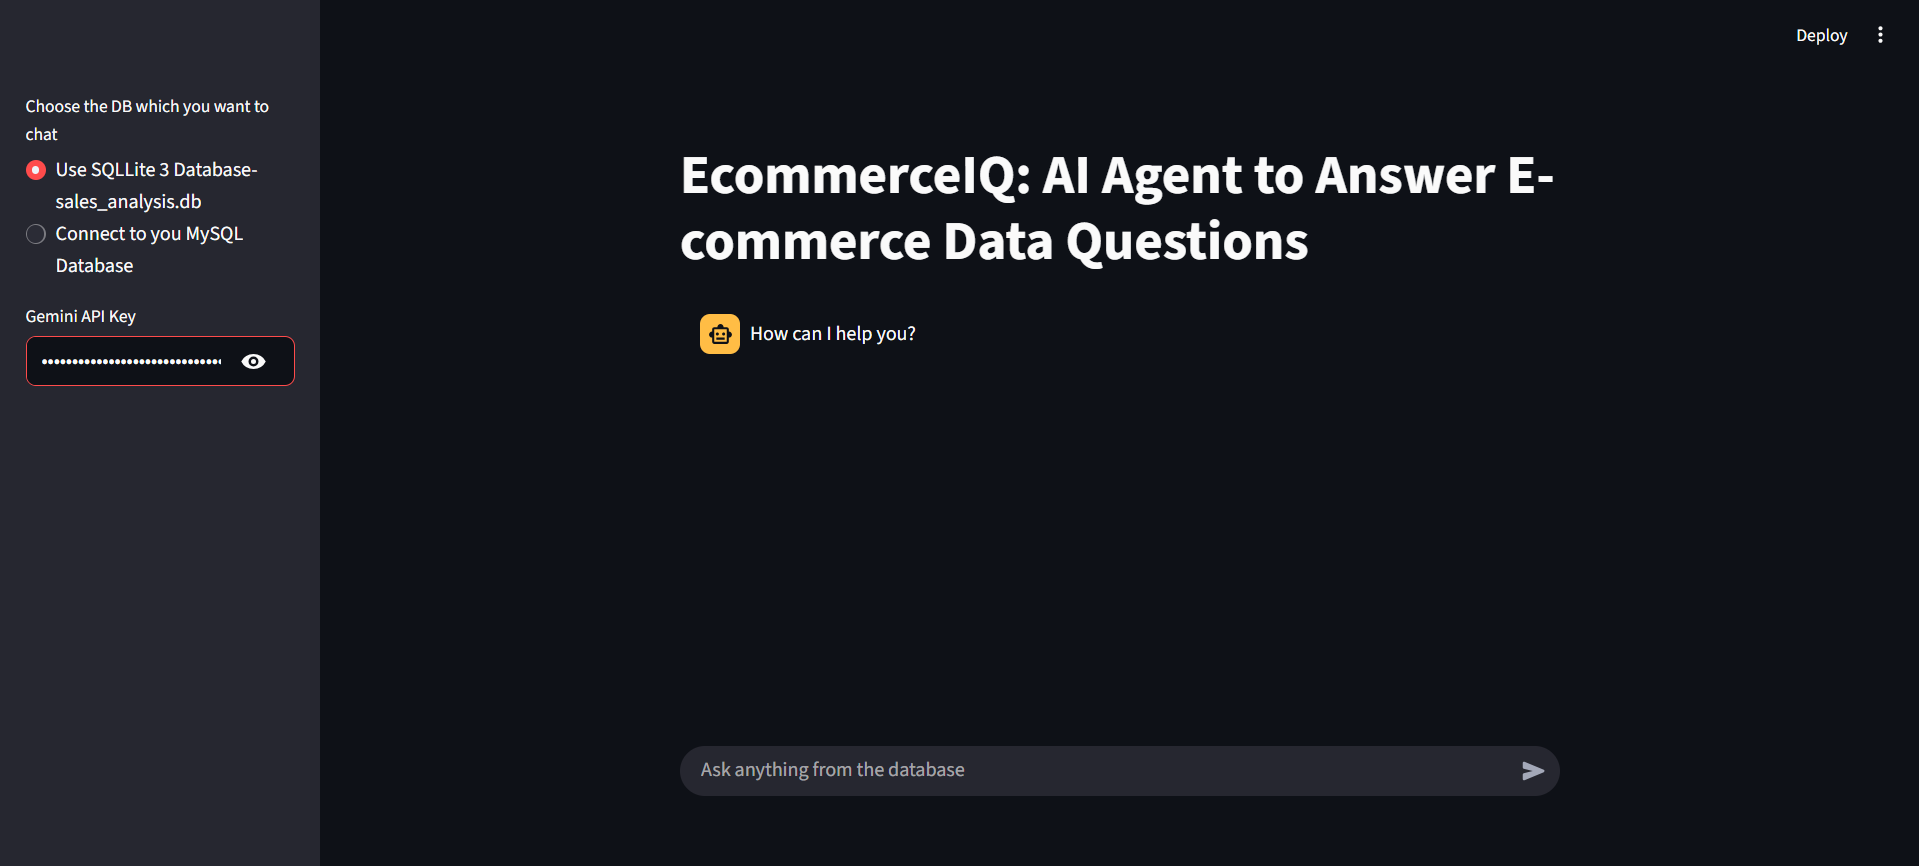 Deploy
Choose the DB which you want to
chat
Use SQLLite 3 Database-
sales_analysis.db
Connect to you MySQL
Database
Gemini API Key
EcommerceIQ: AI Agent to Answer E-
commerce Data Questions
How can I help you?
Ask anything from the database